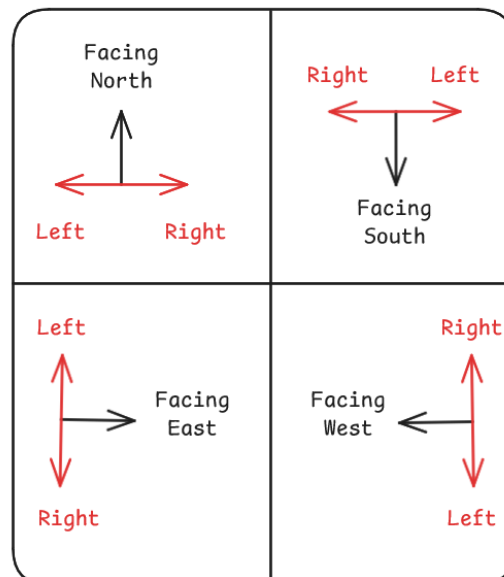 Facing
North
Left
Right
Right
Left
Facing
South
Left
Facing
East
Right
Right
Facing
West
Left